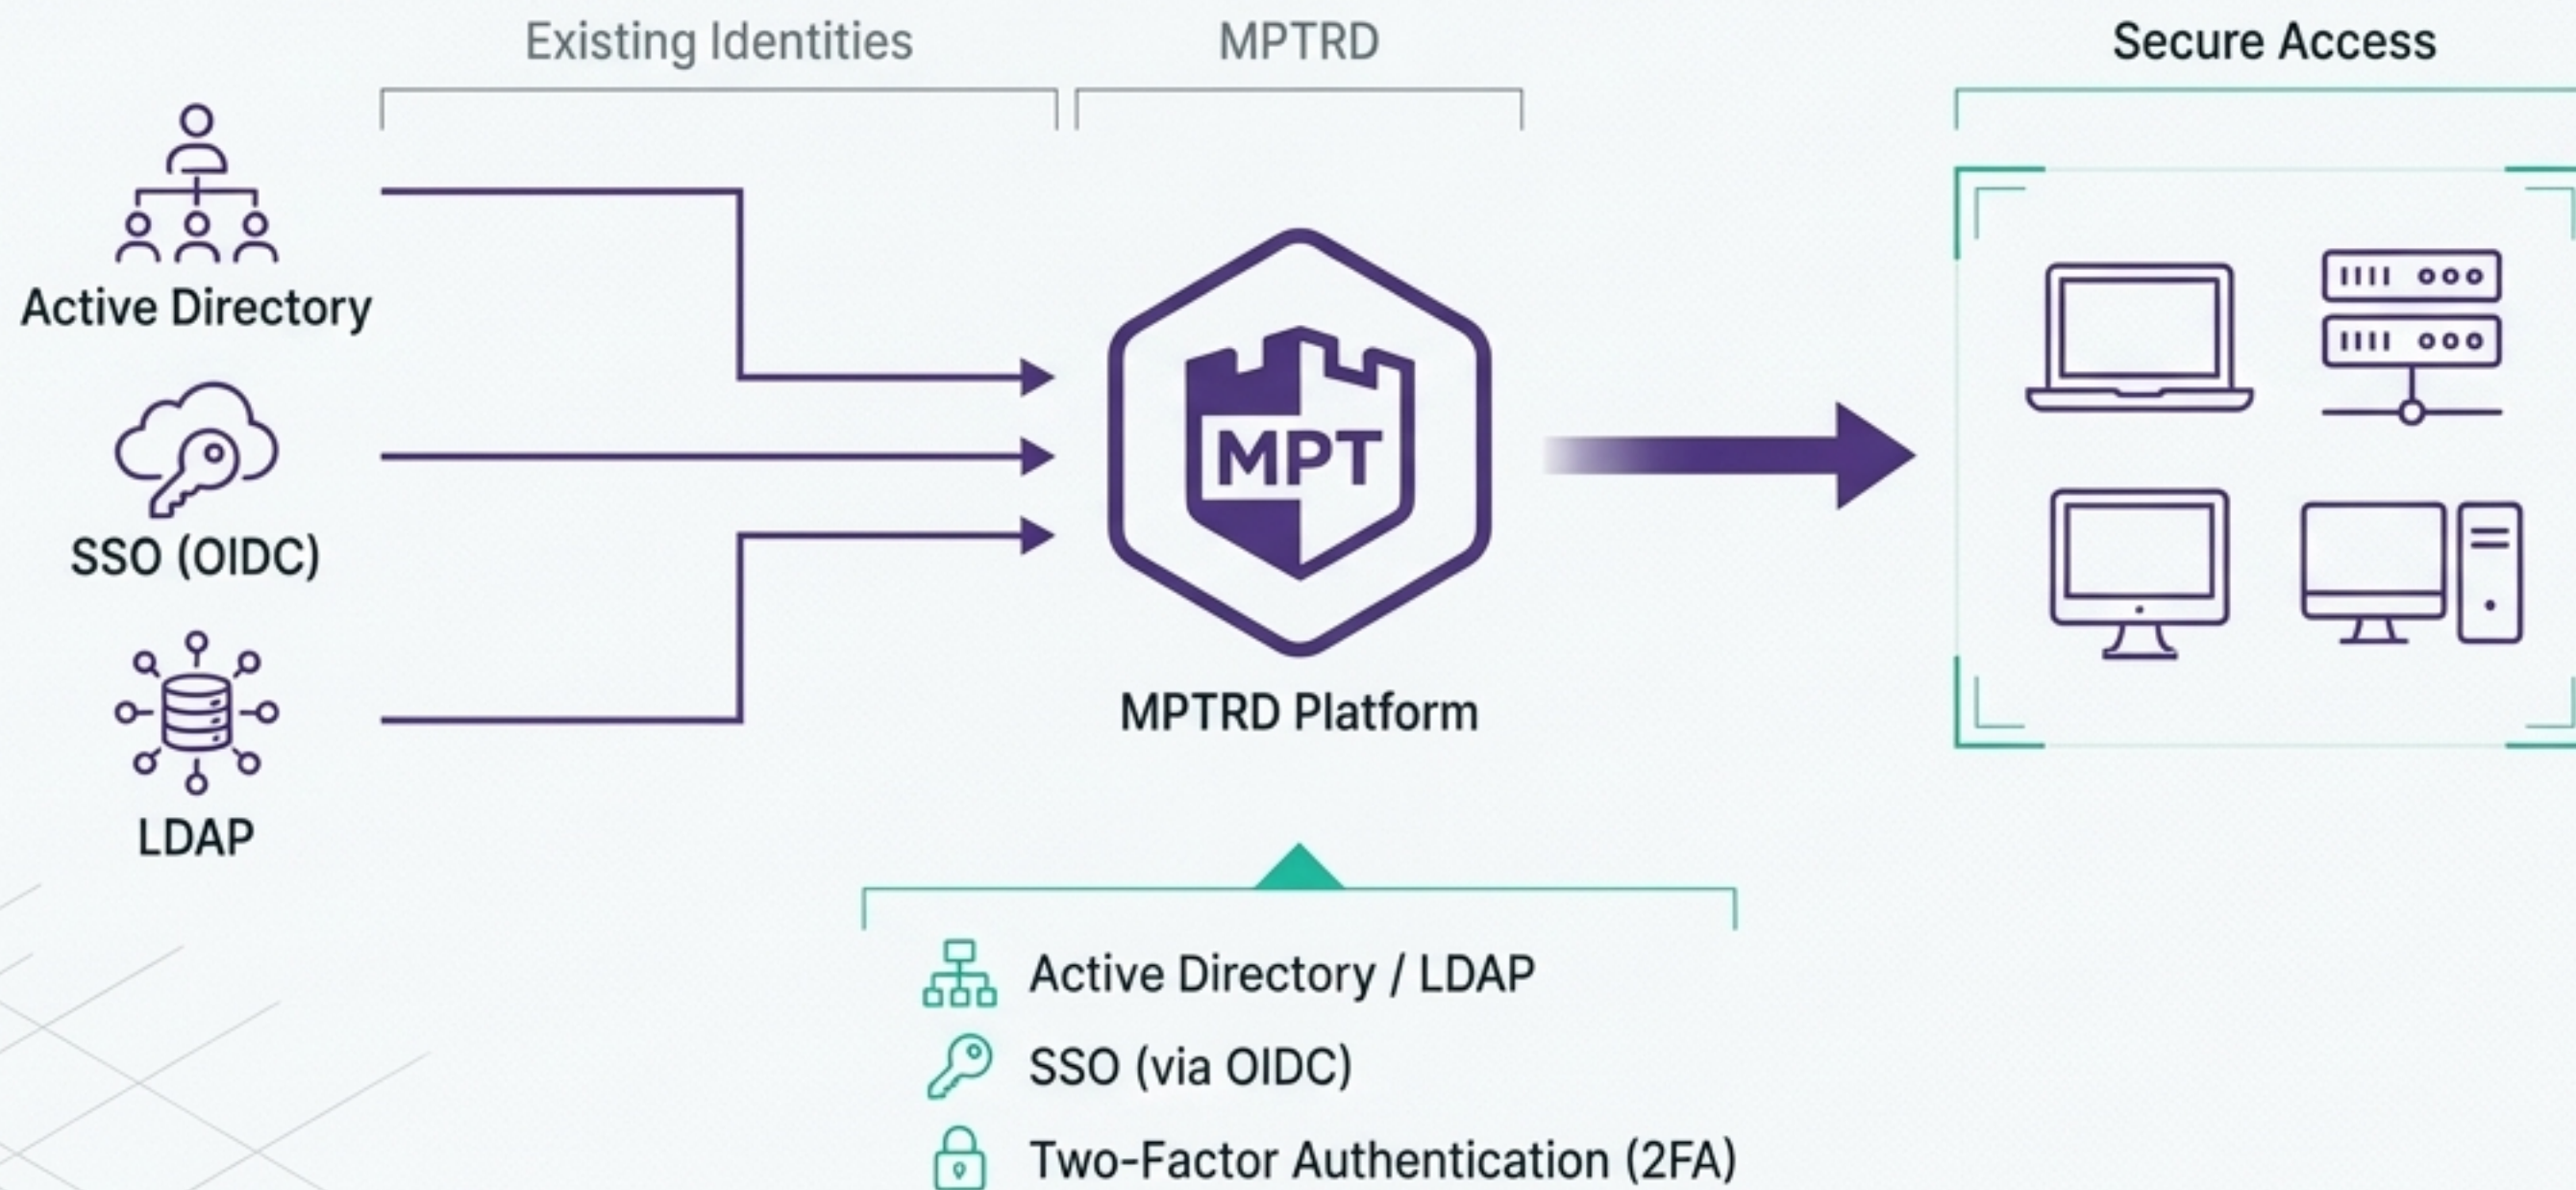 Existing Identities
MPTRD
Secure Access
Active Directory
SSO (OIDC)
LDAP
MPT
MPTRD Platform
Active Directory / LDAP
SSO (via OIDC)
Two-Factor Authentication (2FA)